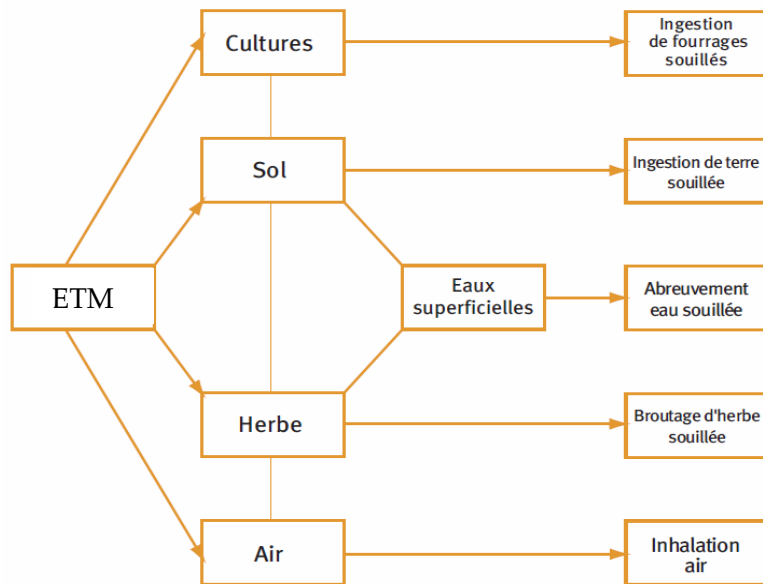 Cultures
Ingestion
de fourrages
souillés
Sol
Ingestion de terre
souillée
ETM
Eaux
superficielles
Abreuvement
eau souillée
Herbe
Broutage d'herbe
souillée
Air
Inhalation
air